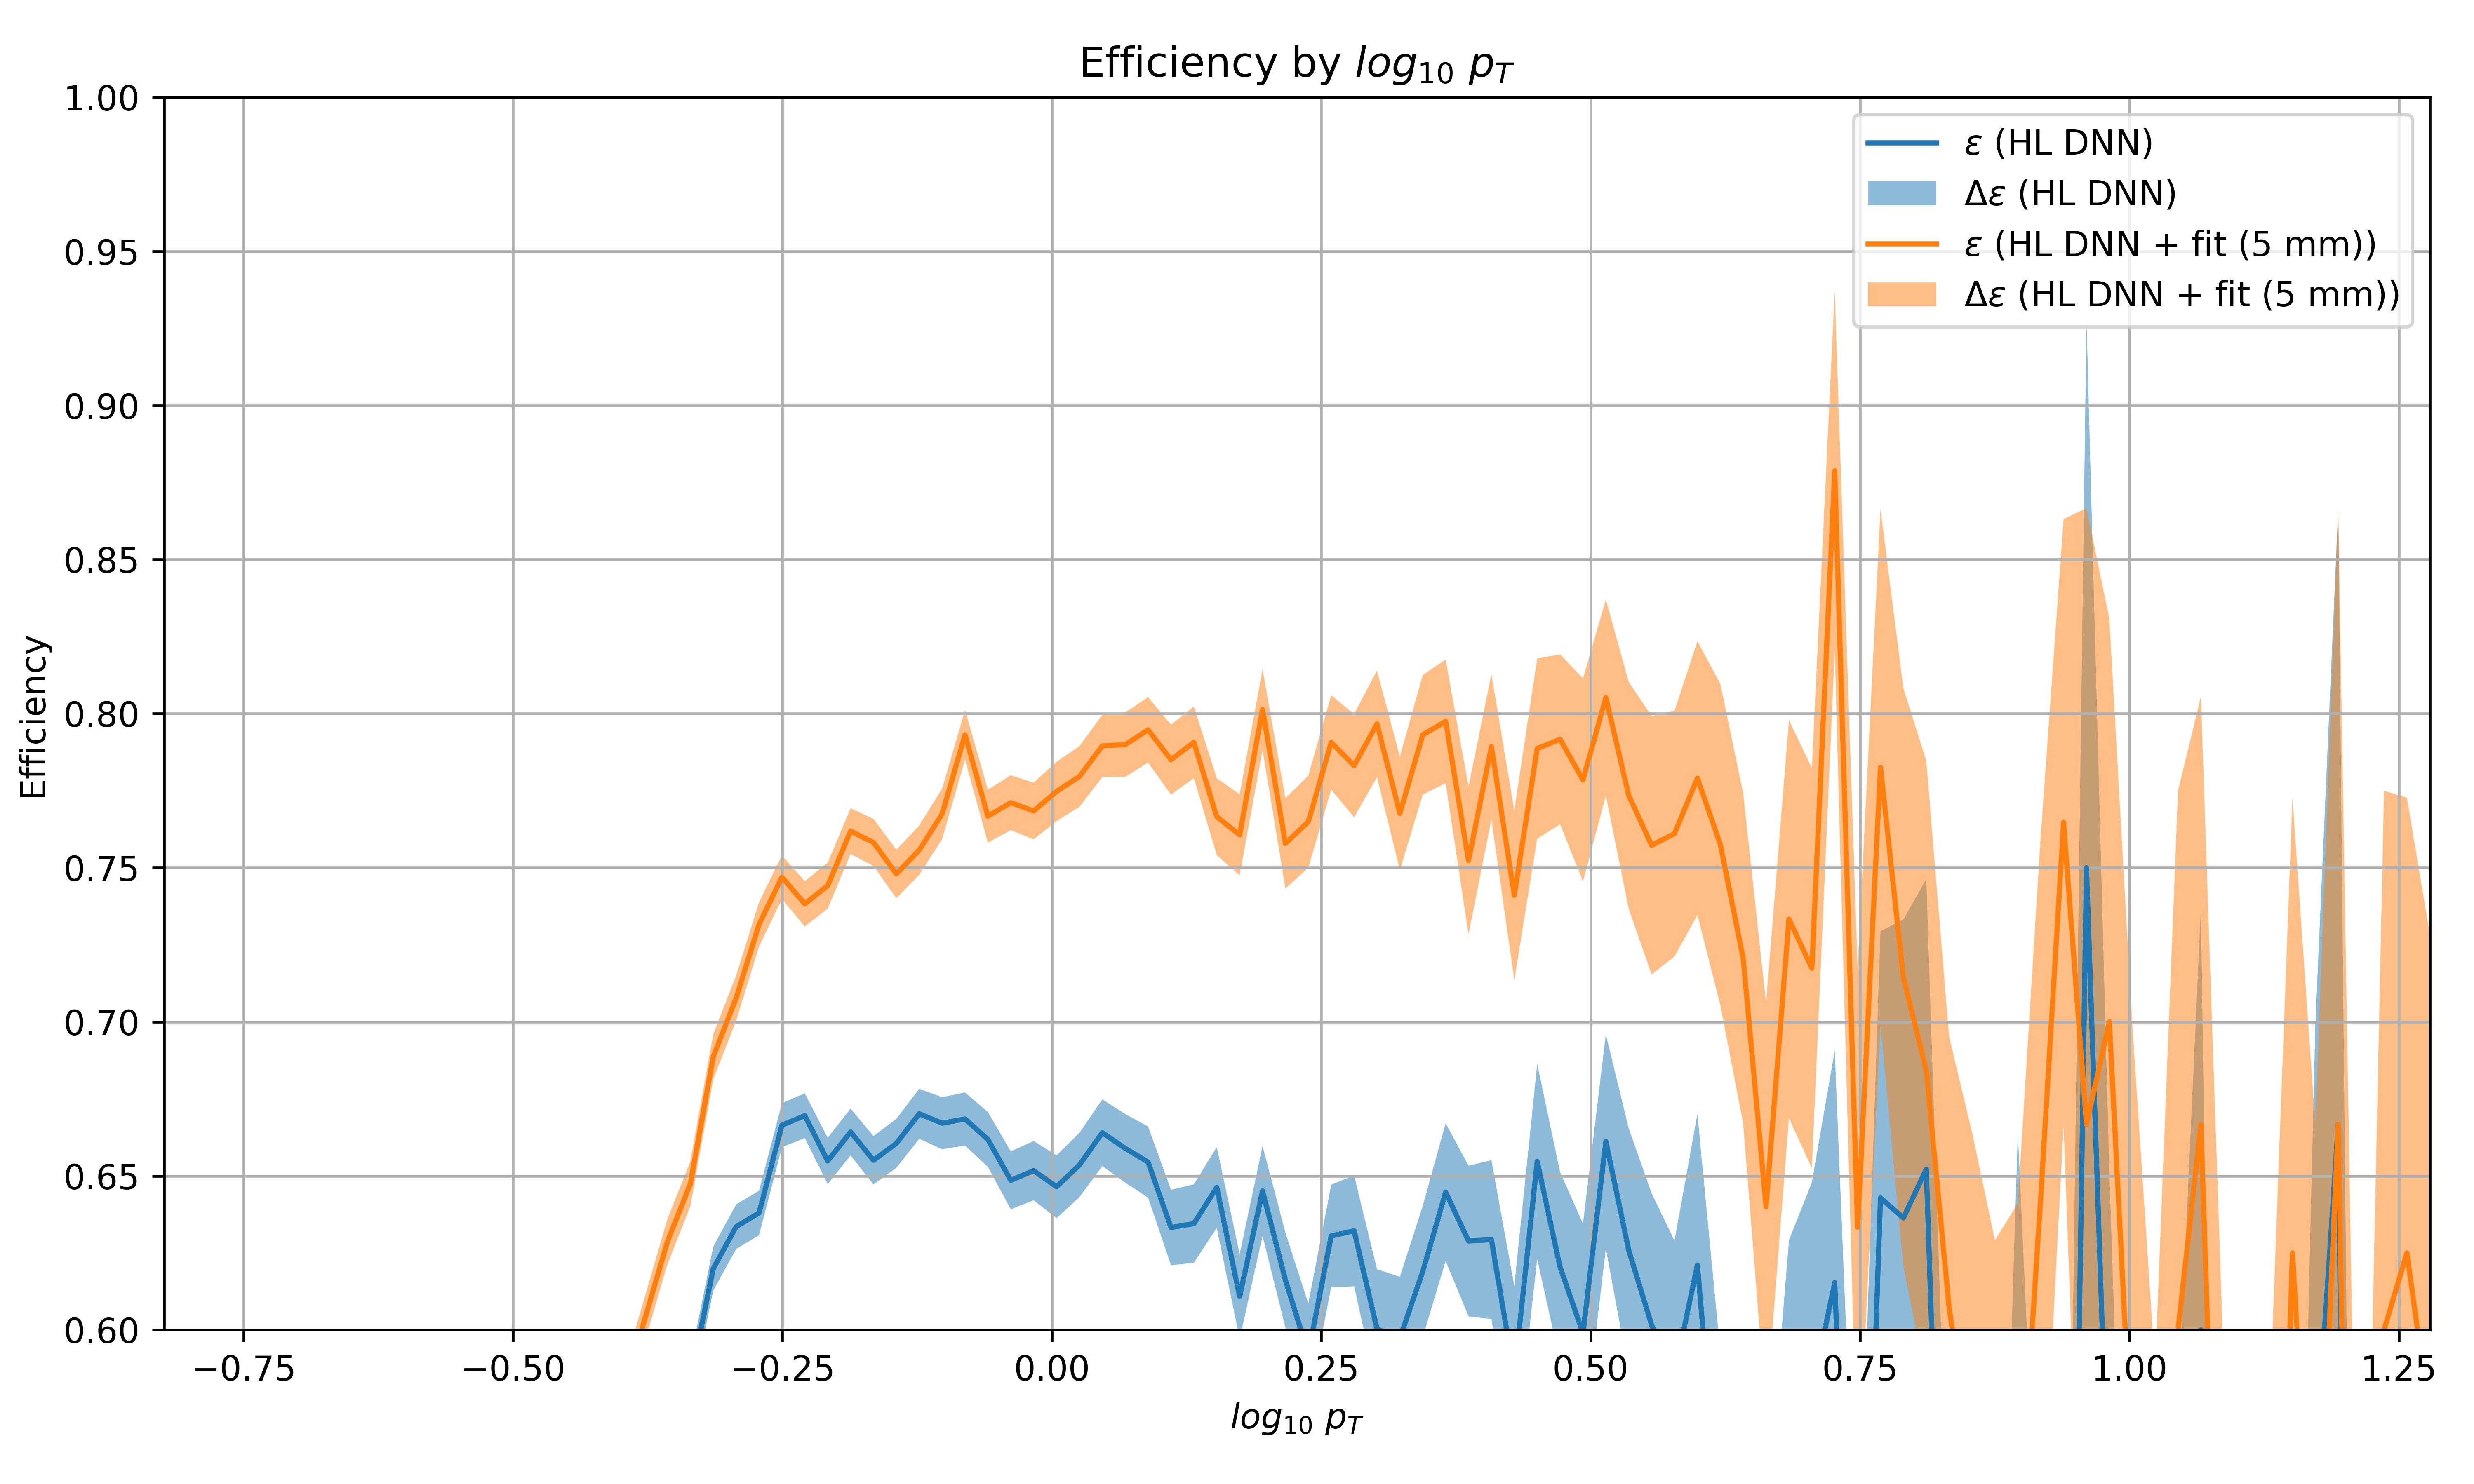 Efficiency by log₁₀ p_T
1.00
0.95
0.90
0.85
0.80
0.75
0.70
0.65
0.60
Efficiency
ε (HL DNN)
Δε (HL DNN)
ε (HL DNN + fit (5 mm))
Δε (HL DNN + fit (5 mm))
−0.75 −0.50 −0.25 0.00 0.25 0.50 0.75 1.00 1.25
log₁₀ p_T